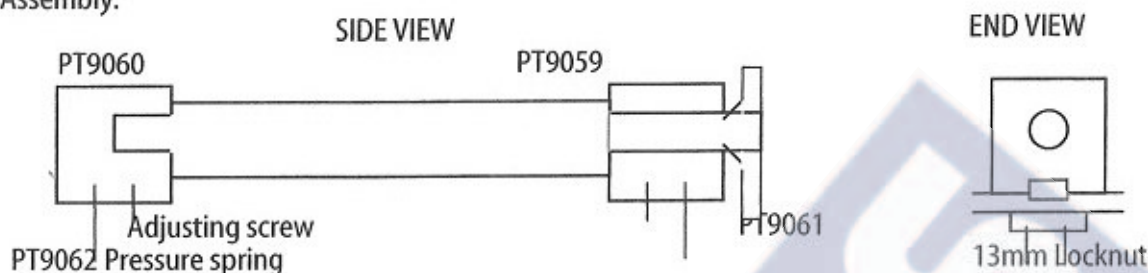 Assembly:
SIDE VIEW
END VIEW
PT9060
PT9059
PT9061
Adjusting screw
PT9062 Pressure spring
13mm Locknut